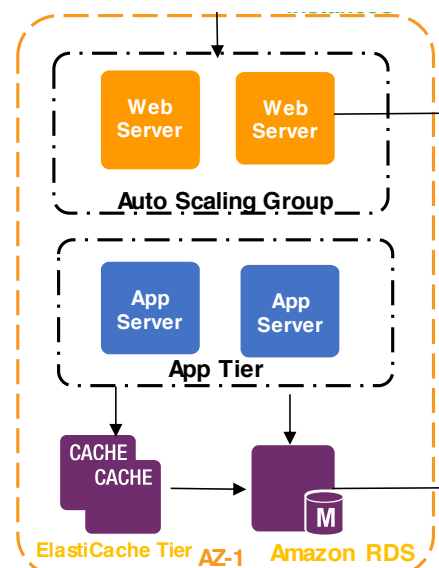 Web
Server
Web
Server
Auto Scaling Group
App
Server
App
Server
App Tier
CACHE
CACHE
M
ElastiCache Tier
AZ-1
Amazon RDS